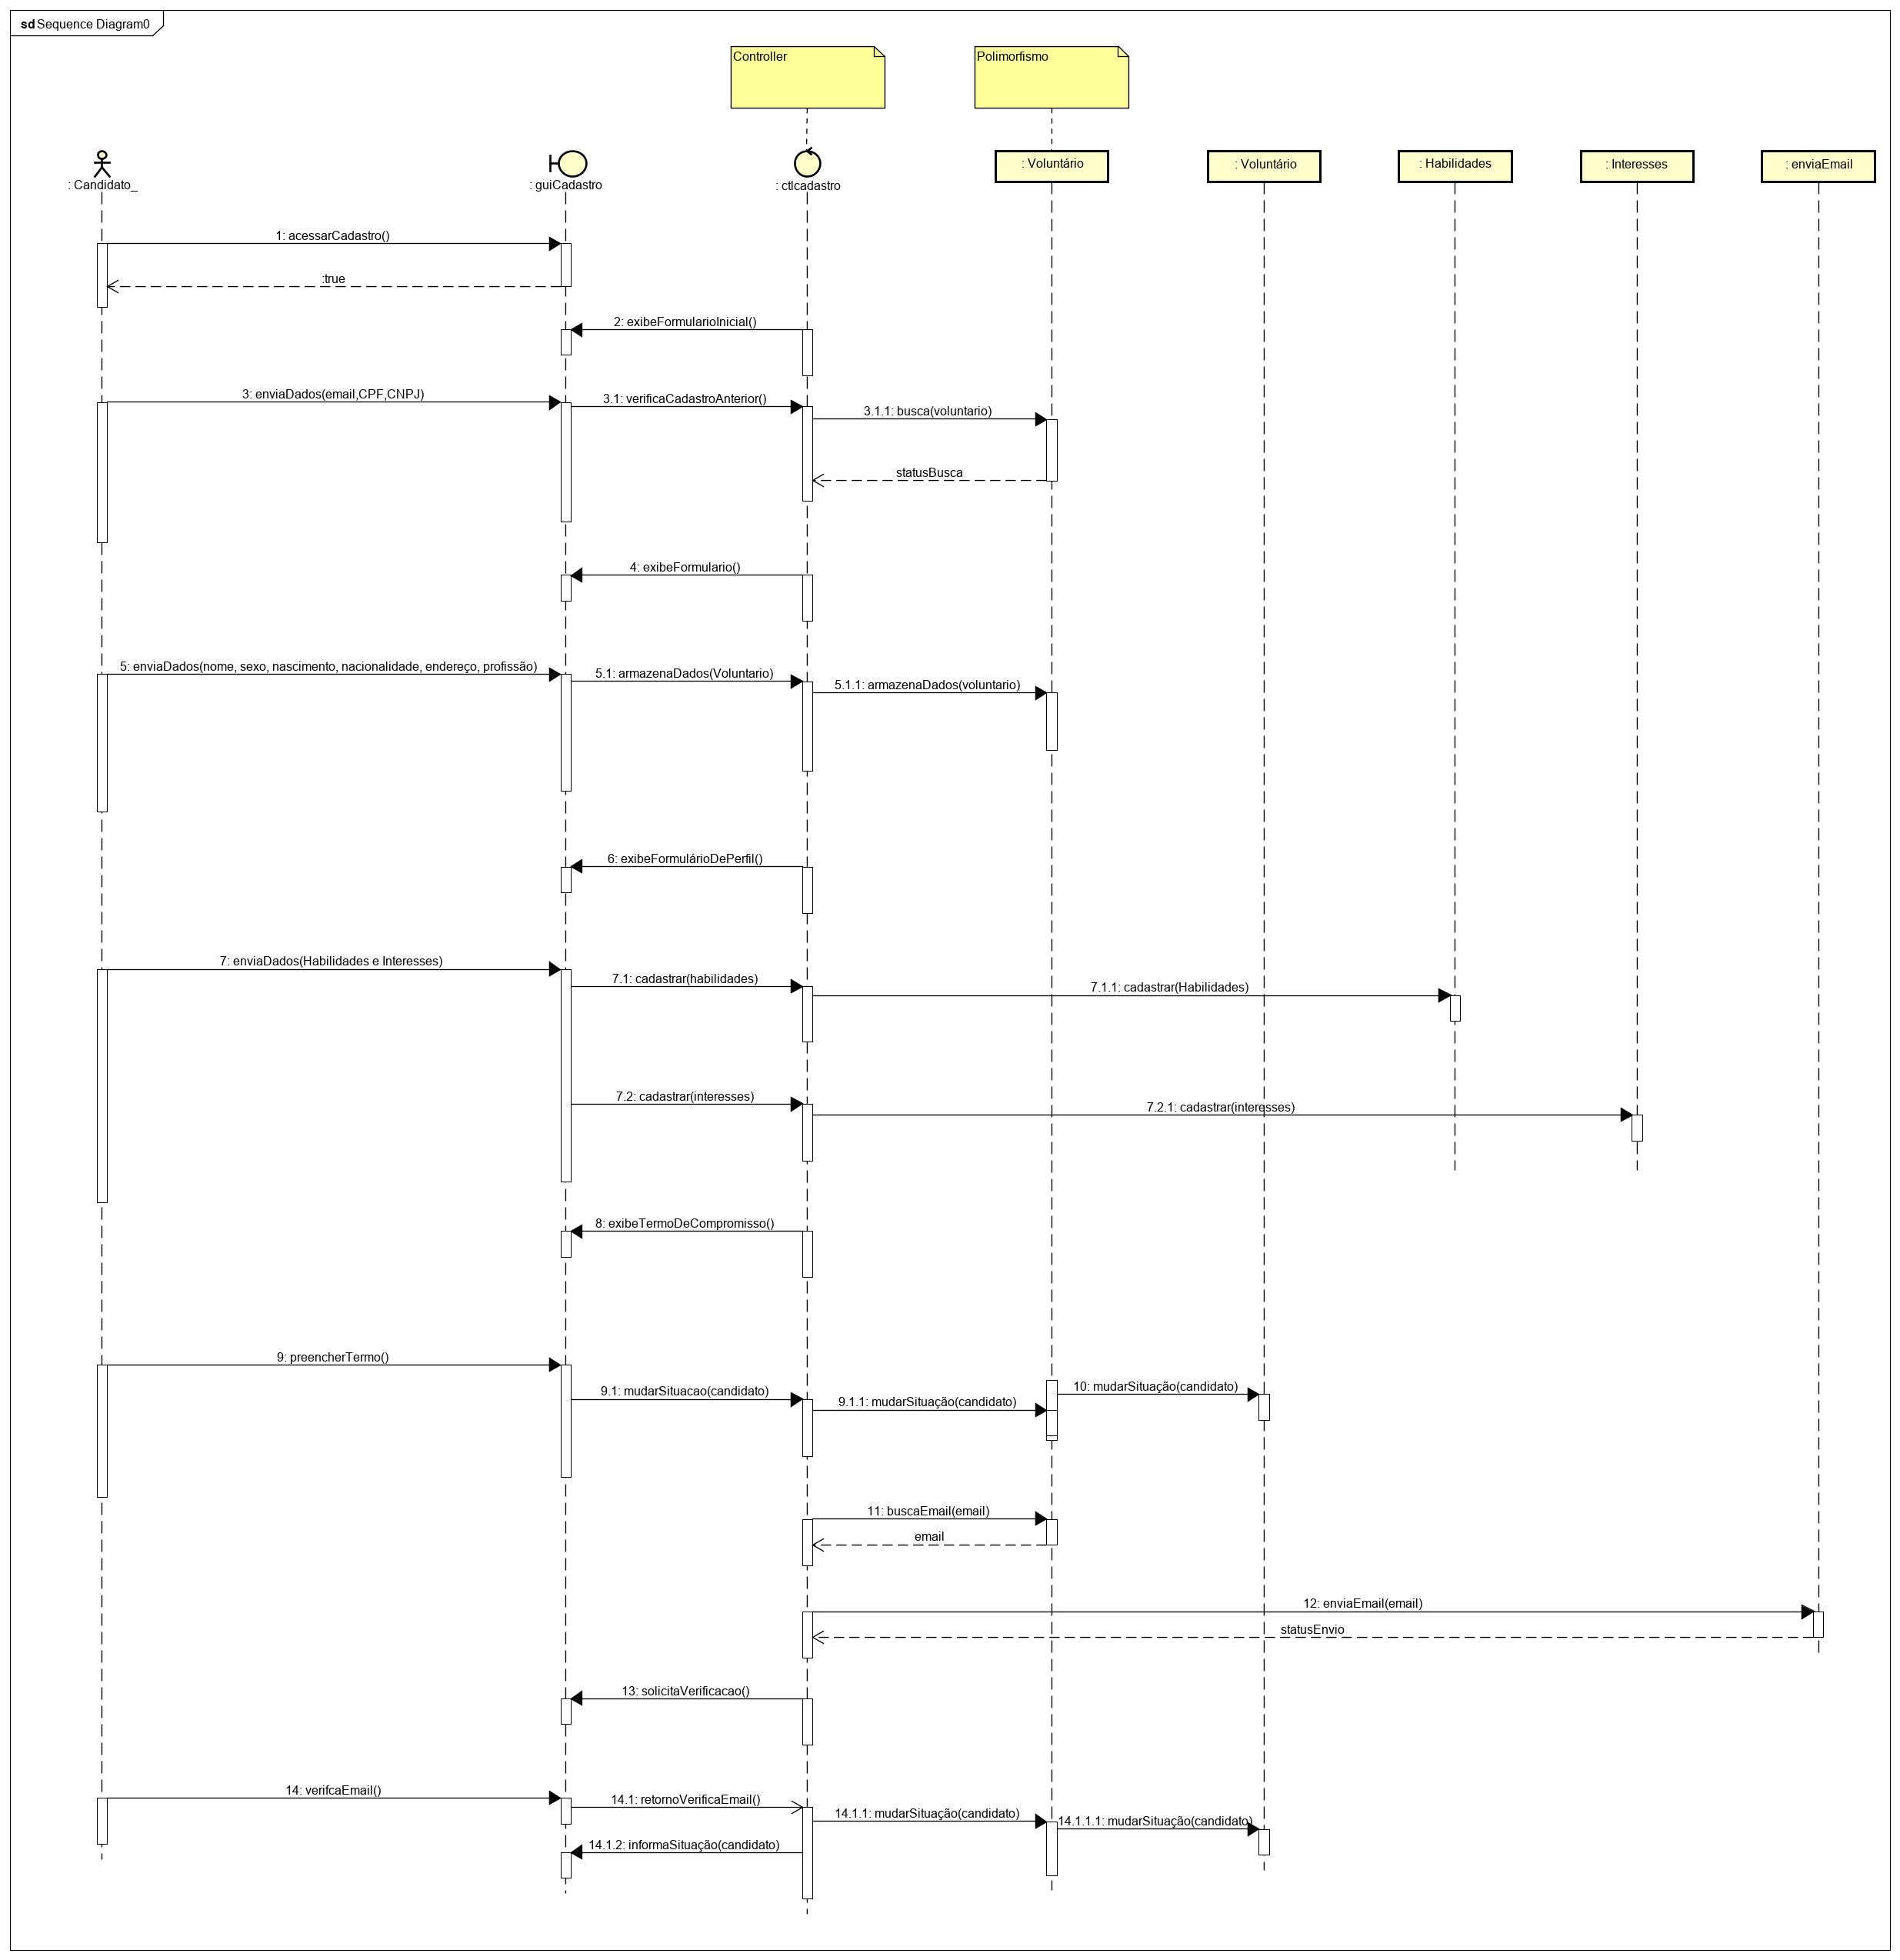 sd Sequence Diagram0
Controller
Polimorfismo
: Candidato_
: guiCadastro
: ctlcadastro
: Voluntário
: Voluntário
: Habilidades
: Interesses
: enviaEmail
1: acessarCadastro()
:true
2: exibeFormularioInicial()
3: enviaDados(email,CPF,CNPJ)
3.1: verificaCadastroAnterior()
3.1.1: busca(voluntario)
statusBusca
4: exibeFormulario()
5: enviaDados(nome, sexo, nascimento, nacionalidade, endereço, profissão)
5.1: armazenaDados(Voluntario)
5.1.1: armazenaDados(voluntario)
6: exibeFormulárioDePerfil()
7: enviaDados(Habilidades e Interesses)
7.1: cadastrar(habilidades)
7.1.1: cadastrar(Habilidades)
7.2: cadastrar(interesses)
7.2.1: cadastrar(interesses)
8: exibeTermoDeCompromisso()
9: preencherTermo()
9.1: mudarSituacao(candidato)
9.1.1: mudarSituação(candidato)
10: mudarSituação(candidato)
11: buscaEmail(email)
email
12: enviaEmail(email)
statusEnvio
13: solicitaVerificacao()
14: verifcaEmail()
14.1: retornoVerificaEmail()
14.1.1: mudarSituação(candidato)
14.1.1.1: mudarSituação(candidato)
14.1.2: informaSituação(candidato)